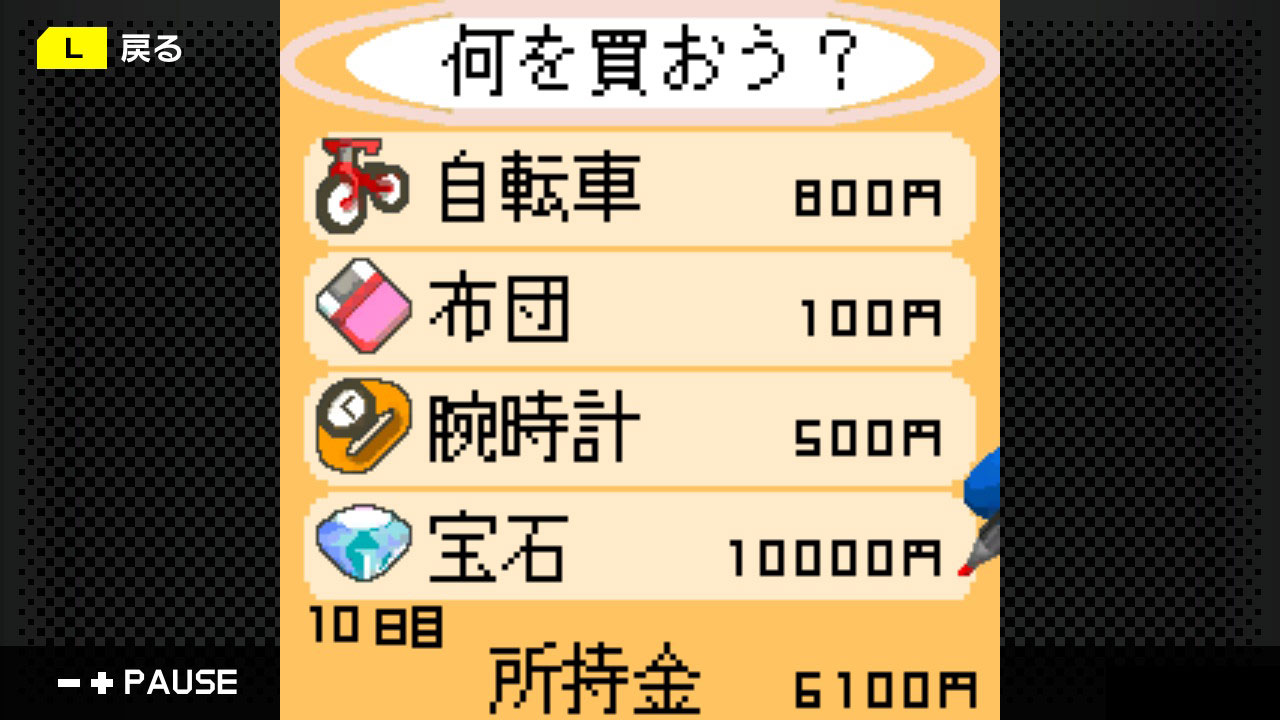 L 戻る
何を買おう？
自転車 800円
布団 100円
腕時計 500円
宝石 10000円
10日目
所持金 6100円
−+ PAUSE